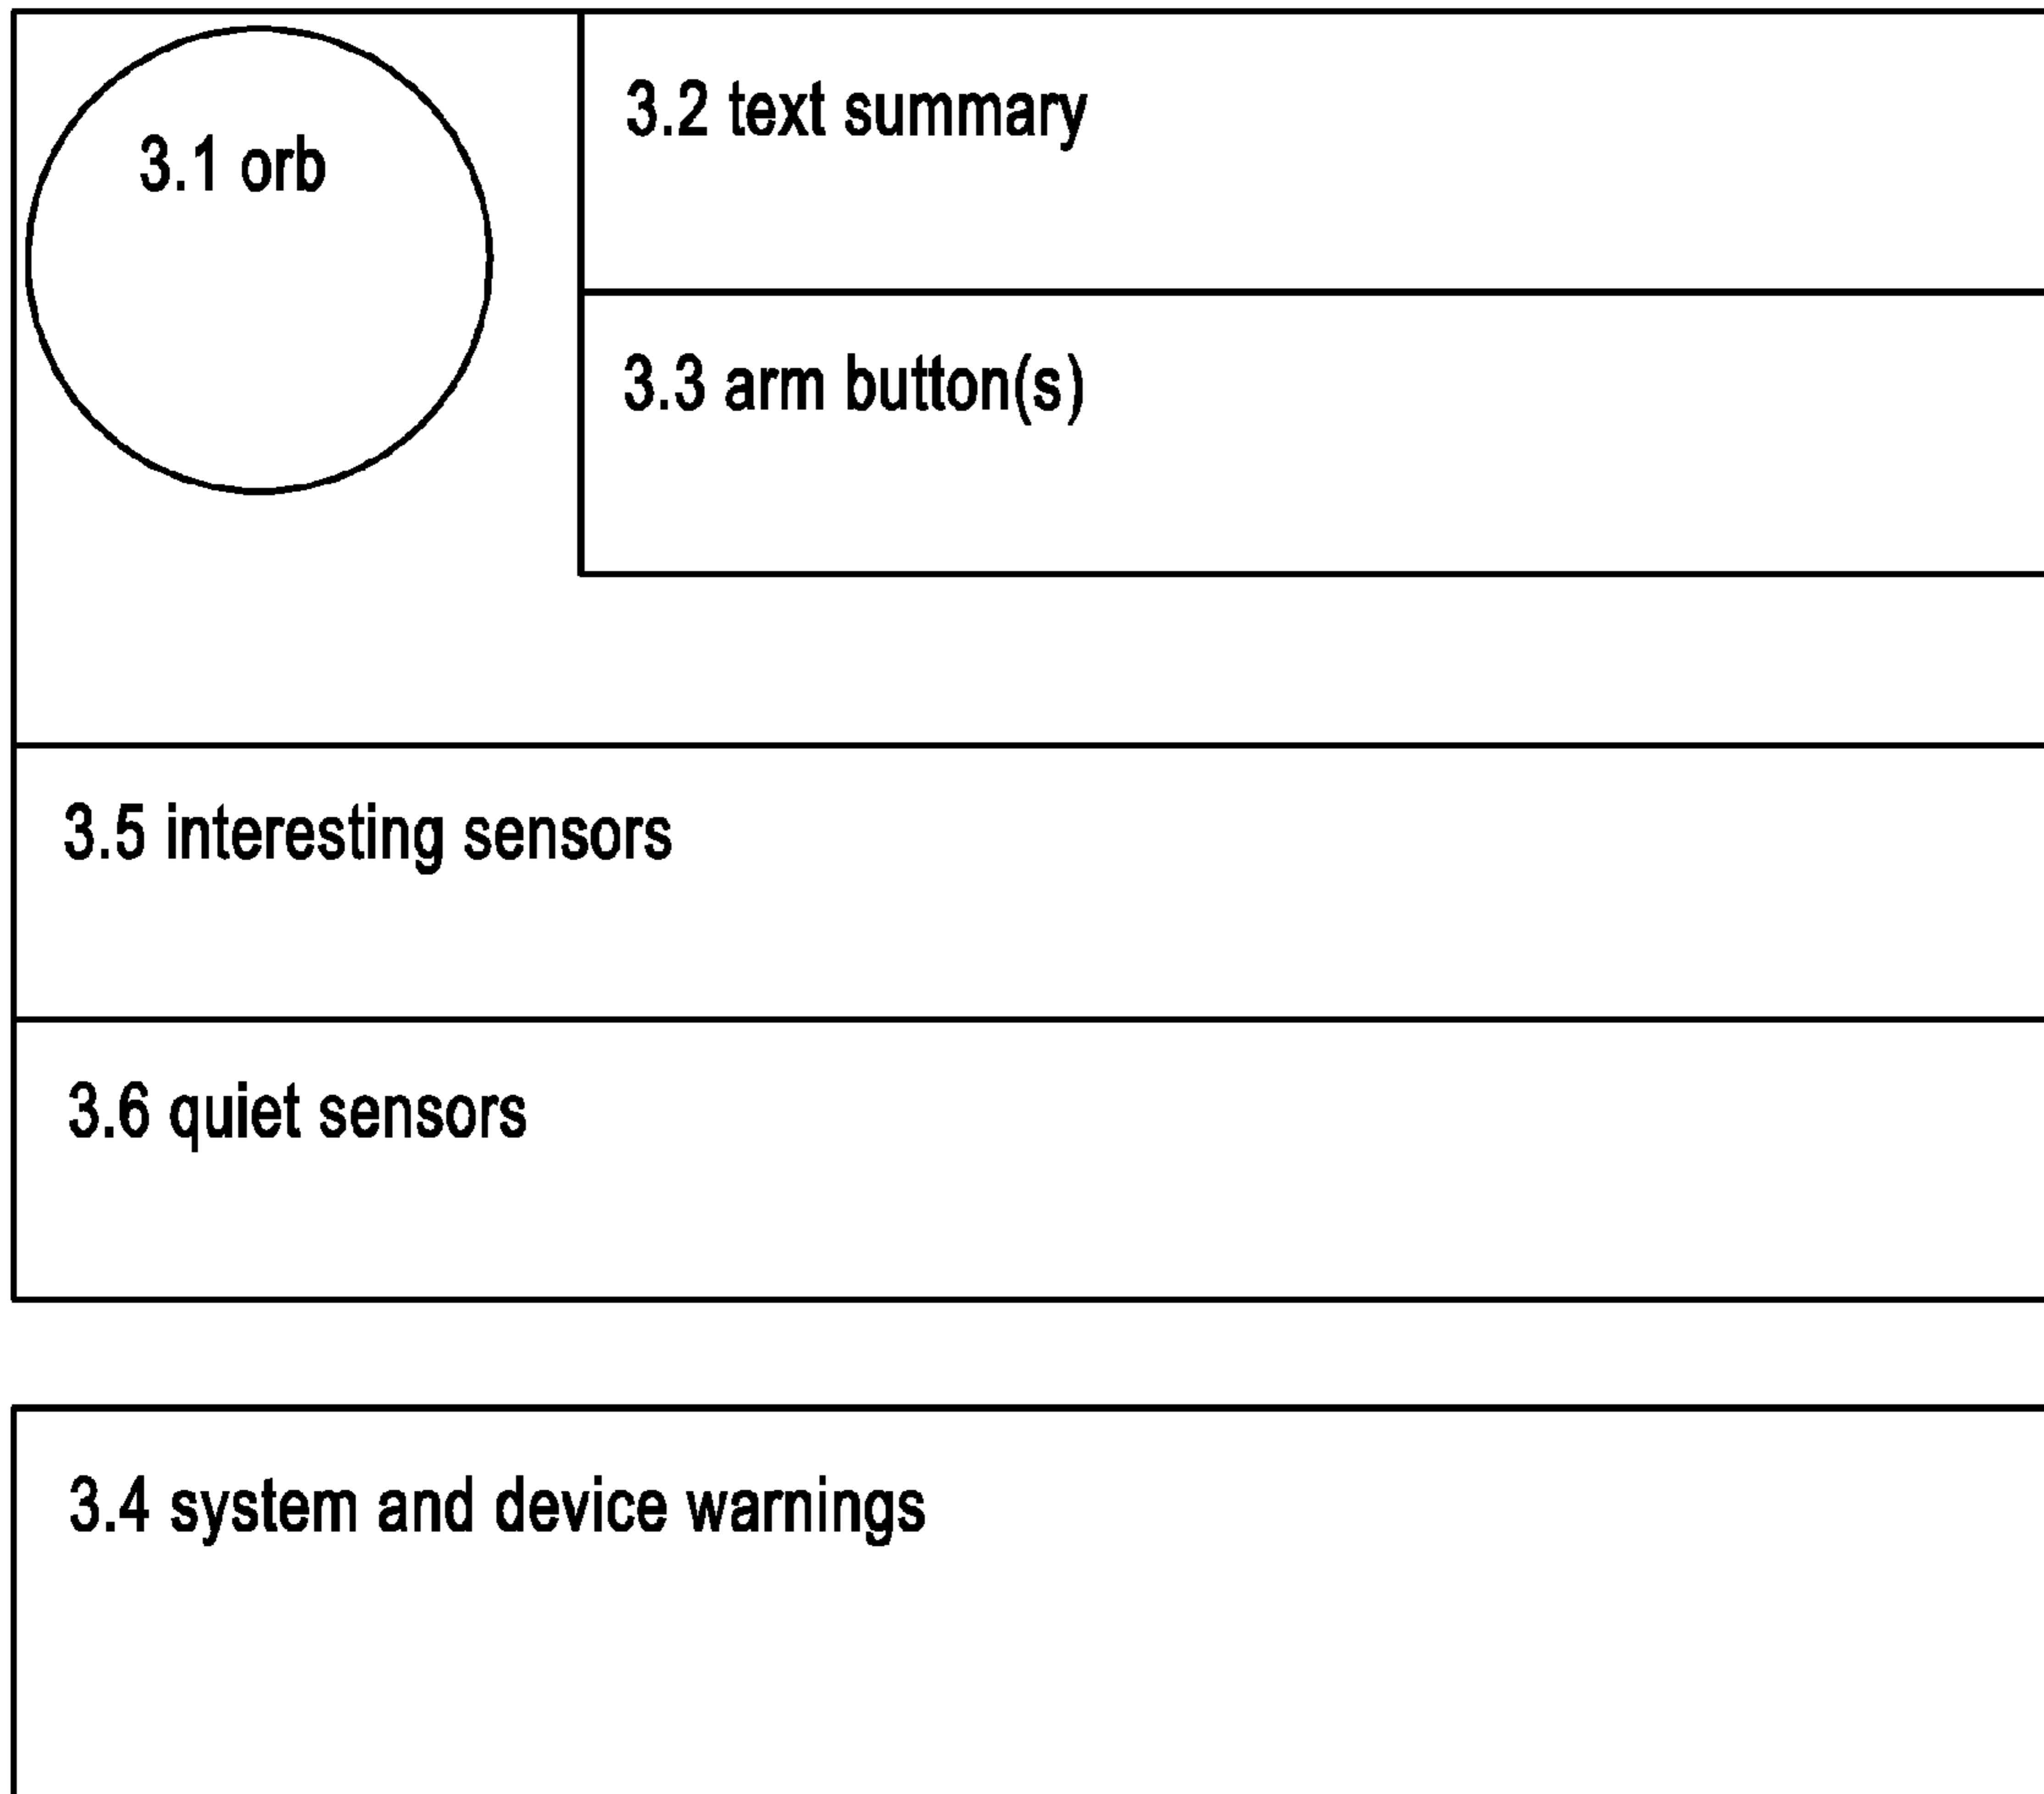 3.1 orb
3.2 text summary
3.3 arm button(s)
3.5 interesting sensors
3.6 quiet sensors
3.4 system and device warnings